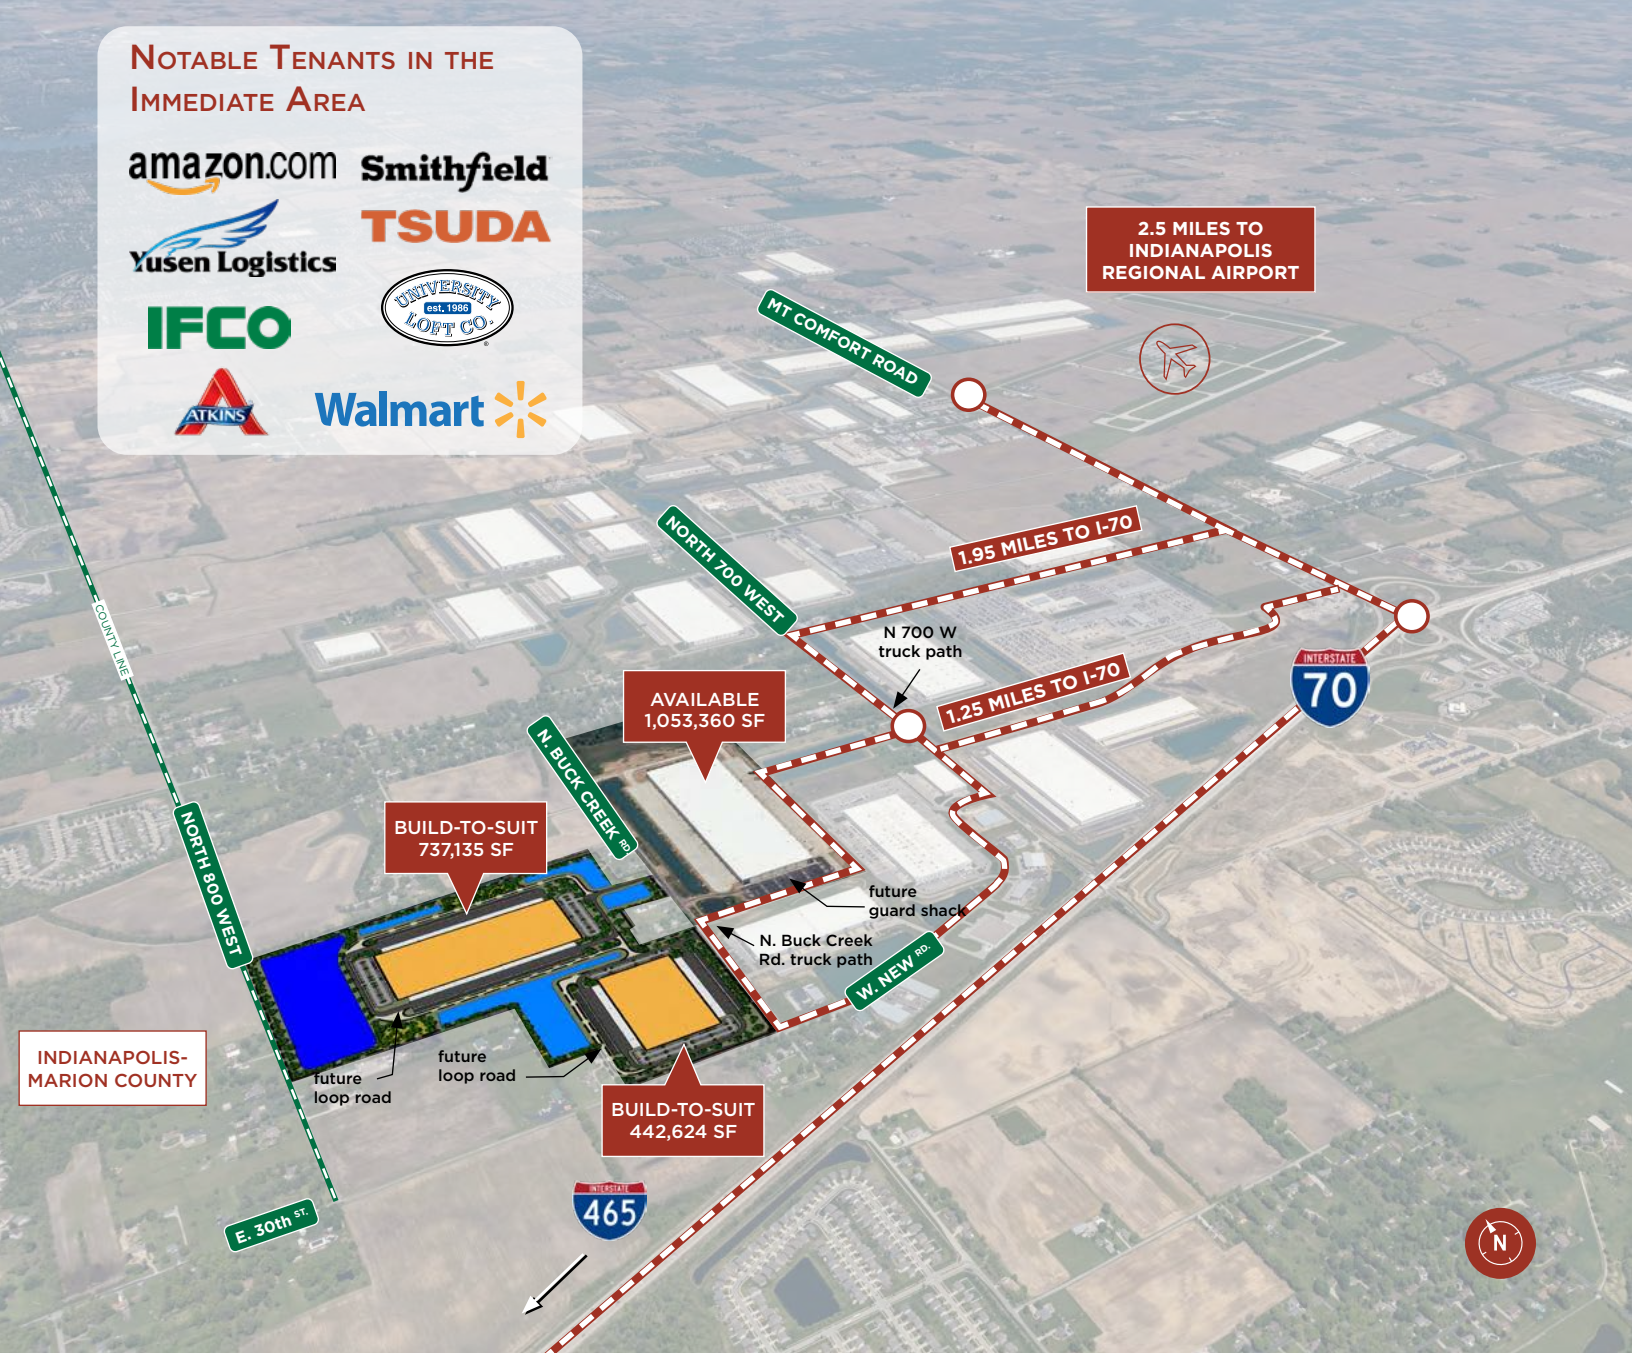 NOTABLE TENANTS IN THE
IMMEDIATE AREA
amazon.com
Smithfield
Yusen Logistics
TSUDA
IFCO
UNIVERSITY
est. 1986
LOFT CO.
®
ATKINS
Walmart
2.5 MILES TO
INDIANAPOLIS
REGIONAL AIRPORT
MT COMFORT ROAD
NORTH 700 WEST
1.95 MILES TO I-70
N 700 W
truck path
1.25 MILES TO I-70
INTERSTATE
70
COUNTY LINE
AVAILABLE
1,053,360 SF
N. BUCK CREEK RD
BUILD-TO-SUIT
737,135 SF
NORTH 800 WEST
future
guard shack
N. Buck Creek
Rd. truck path
W. NEW RD.
INDIANAPOLIS-
MARION COUNTY
future
loop road
future
loop road
BUILD-TO-SUIT
442,624 SF
INTERSTATE
465
E. 30th ST.
N